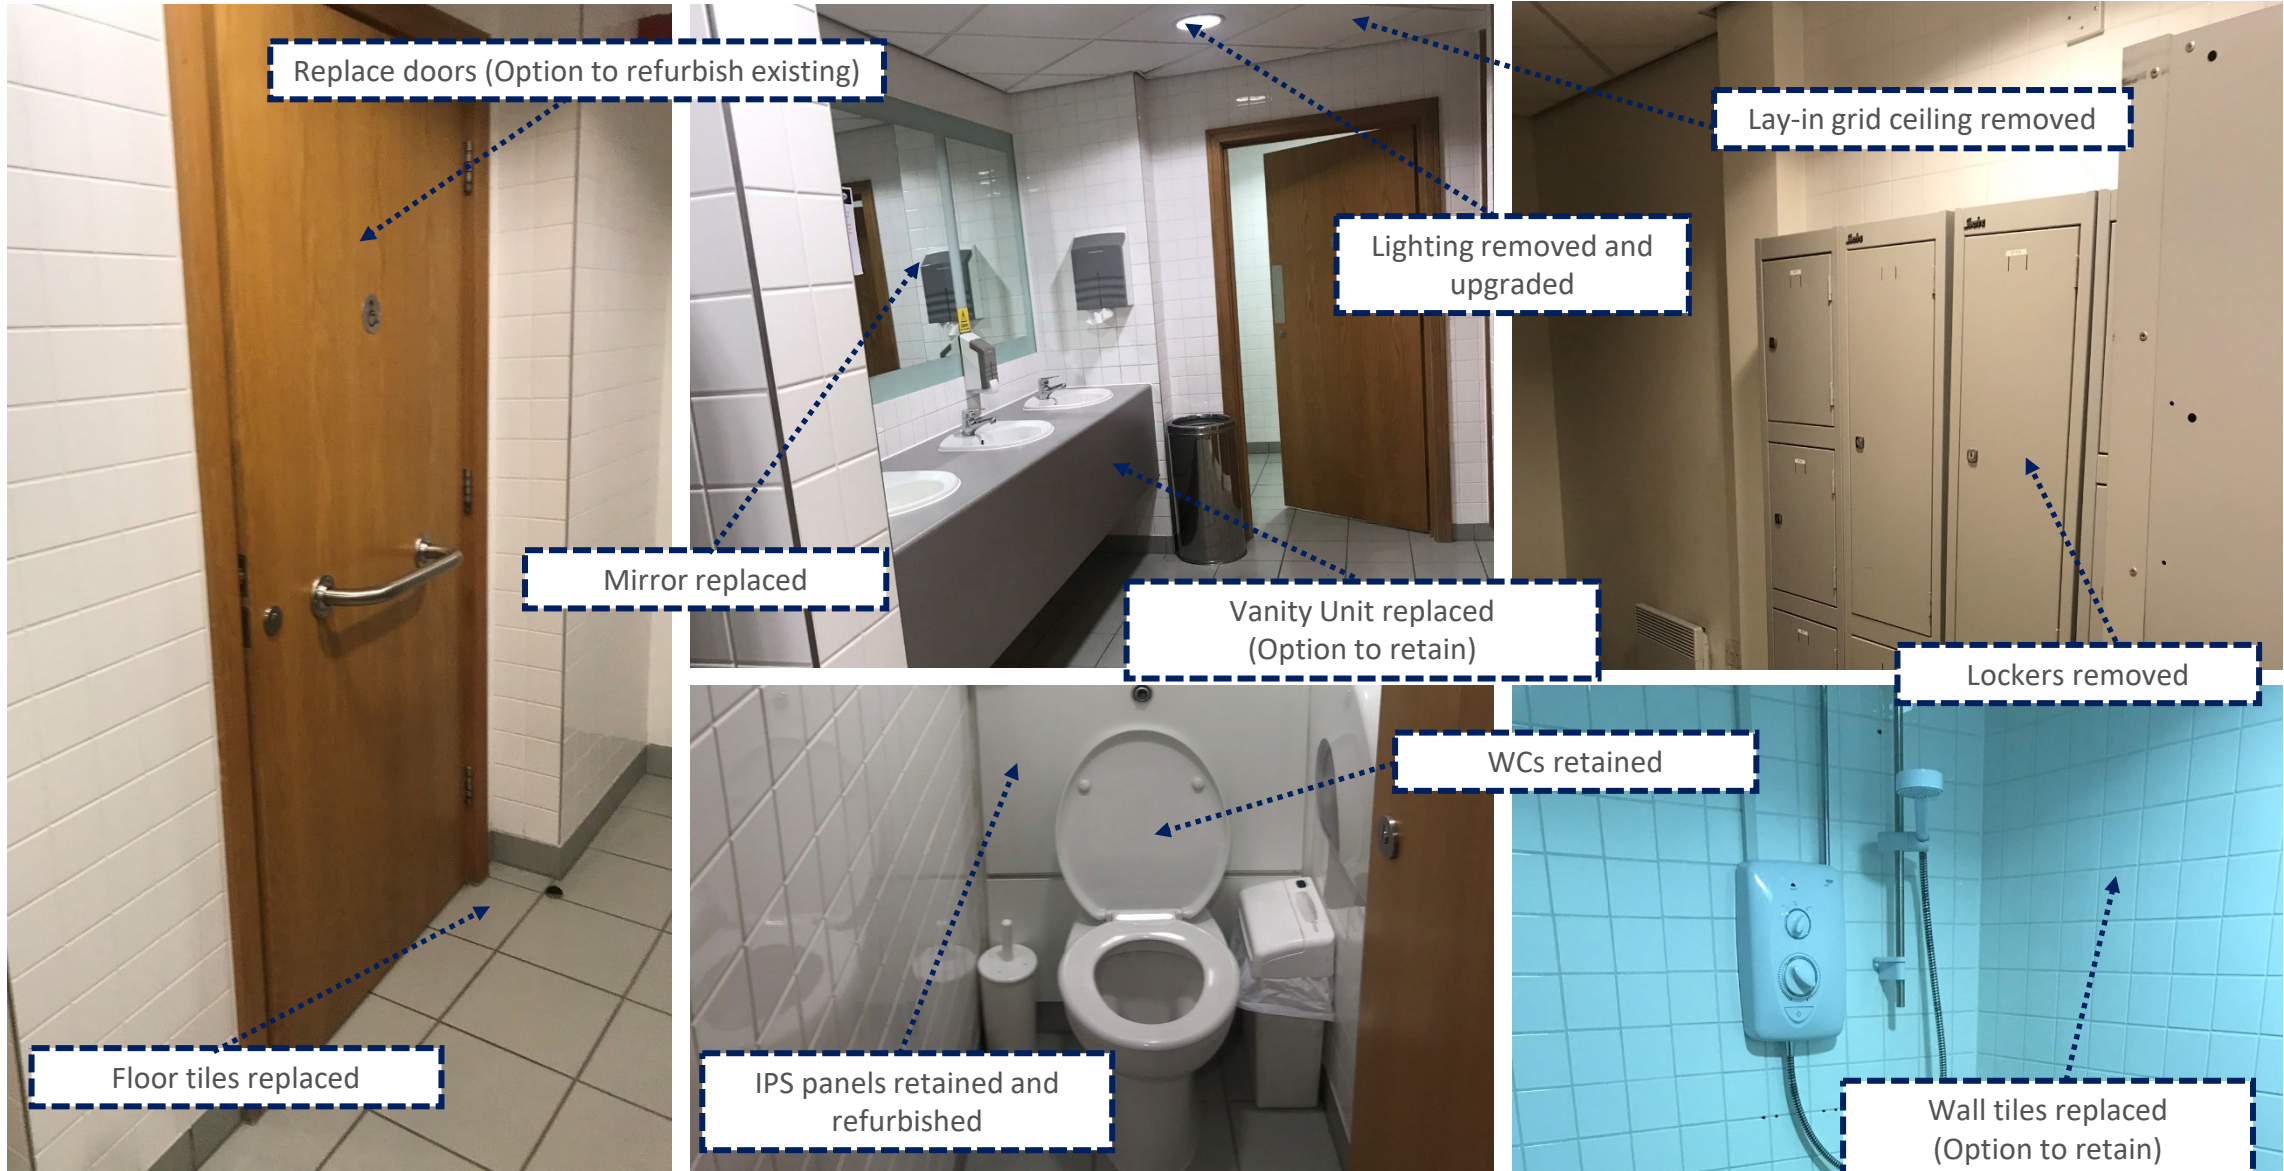 Replace doors (Option to refurbish existing)
Lay-in grid ceiling removed
Lighting removed and
upgraded
Mirror replaced
Vanity Unit replaced
(Option to retain)
Lockers removed
WCs retained
Floor tiles replaced
IPS panels retained and
refurbished
Wall tiles replaced
(Option to retain)